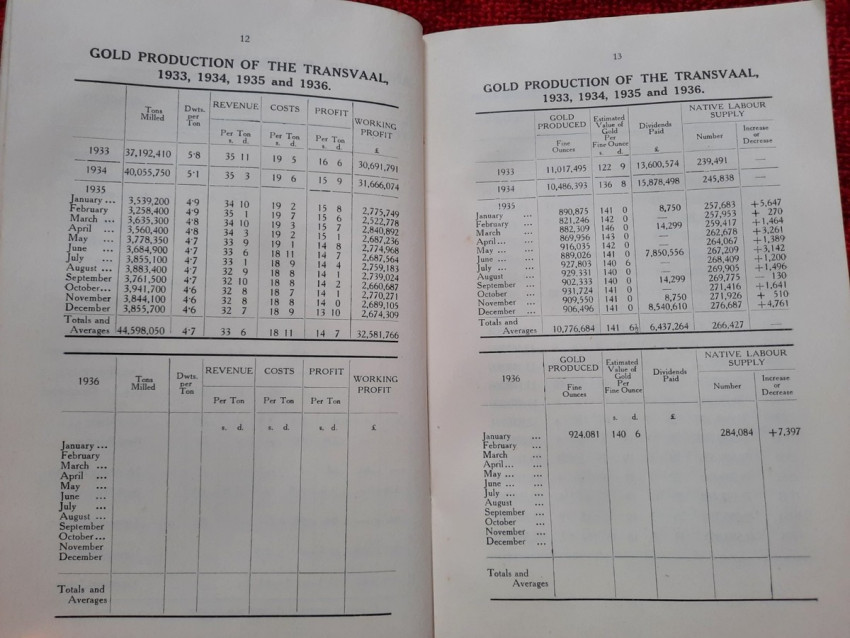 12
GOLD PRODUCTION OF THE TRANSVAAL,
1933, 1934, 1935 and 1936.
Tons Milled Dwts. per Ton REVENUE COSTS PROFIT WORKING PROFIT
Per Ton Per Ton Per Ton
s. d. s. d. s. d. £
1933 37,192,410 5·8 35 11 19 5 16 6 30,691,791
1934 40,055,750 5·1 35 3 19 6 15 9 31,666,074
1935
January ... 3,539,200 4·9 34 10 19 2 15 8 2,775,749
February 3,258,400 4·9 35 1 19 7 15 6 2,522,778
March ... 3,635,300 4·8 34 10 19 3 15 7 2,840,892
April ... 3,560,400 4·8 34 3 19 2 15 1 2,687,236
May ... 3,778,350 4·7 33 9 19 1 14 8 2,774,968
June ... 3,684,900 4·7 33 6 18 11 14 7 2,687,564
July ... 3,855,100 4·7 33 1 18 9 14 4 2,759,183
August ... 3,883,400 4·7 32 9 18 8 14 1 2,739,024
September 3,761,500 4·7 32 10 18 8 14 2 2,660,687
October... 3,941,700 4·6 32 8 18 7 14 1 2,770,271
November 3,844,100 4·6 32 8 18 8 14 0 2,689,105
December 3,855,700 4·6 32 7 18 9 13 10 2,674,309
Totals and
Averages 44,598,050 4·7 33 6 18 11 14 7 32,581,766
1936 Tons Milled Dwts. per Ton REVENUE COSTS PROFIT WORKING PROFIT
Per Ton Per Ton Per Ton
s. d. s. d. s. d. £
January ...
February
March ...
April ...
May ...
June ...
July ...
August ...
September
October...
November
December
Totals and
Averages
13
GOLD PRODUCTION OF THE TRANSVAAL,
1933, 1934, 1935 and 1936.
GOLD PRODUCED Estimated Value of Gold Per Fine Ounce Dividends Paid NATIVE LABOUR SUPPLY
Fine Ounces s. d. £ Number Increase or Decrease
1933 11,017,495 122 9 13,600,574 239,491 —
1934 10,486,393 136 8 15,878,498 245,838 —
1935
January ... 890,875 141 0 8,750 257,683 +5,647
February ... 821,246 142 0 — 257,953 + 270
March ... 882,309 146 0 14,299 259,417 +1,464
April... ... 869,956 143 0 — 262,678 +3,261
May ... ... 916,035 142 0 — 264,067 +1,389
June ... ... 889,026 141 0 7,850,556 267,209 +3,142
July ... ... 927,803 140 6 — 268,409 +1,200
August ... 929,331 140 0 — 269,905 +1,496
September ... 902,333 140 0 14,299 269,775 — 130
October ... 931,724 141 0 — 271,416 +1,641
November ... 909,550 141 0 8,750 271,926 + 510
December ... 906,496 141 0 8,540,610 276,687 +4,761
Totals and
Averages 10,776,684 141 6½ 6,437,264 266,427 —
1936 GOLD PRODUCED Estimated Value of Gold Per Fine Ounce Dividends Paid NATIVE LABOUR SUPPLY
Fine Ounces Number Increase or Decrease
s. d. £
January ... 924,081 140 6 284,084 +7,397
February ...
March ...
April... ...
May ... ...
June ... ...
July ... ...
August ...
September ...
October ...
November ...
December ...
Totals and
Averages